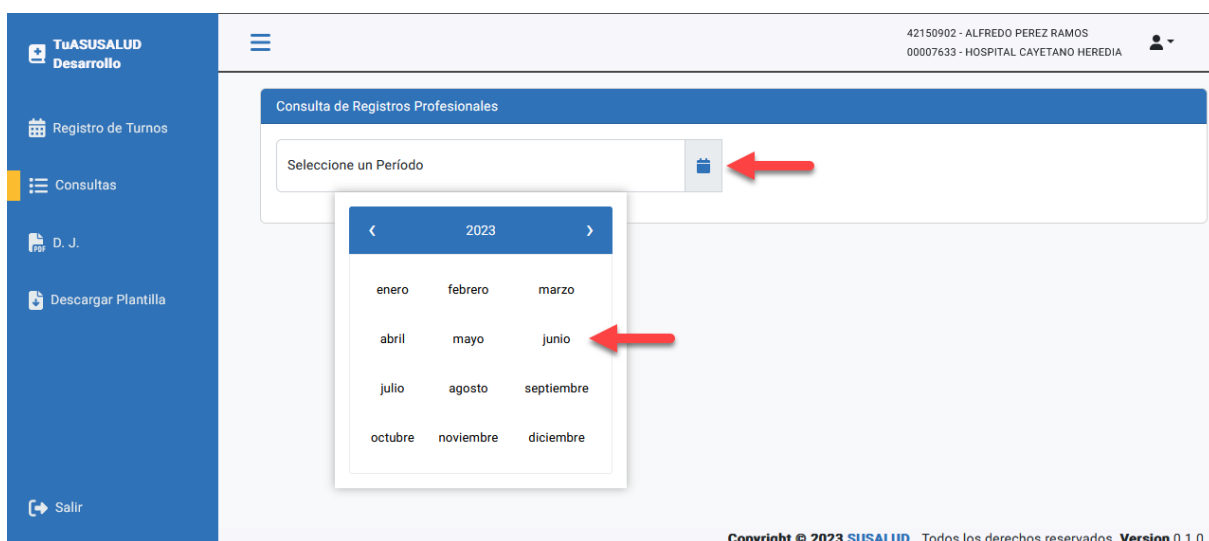 TuASUSALUD
Desarrollo
42150902 - ALFREDO PEREZ RAMOS
00007633 - HOSPITAL CAYETANO HEREDIA
Registro de Turnos
Consultas
PDF D. J.
Descargar Plantilla
Salir
Consulta de Registros Profesionales
Seleccione un Período
2023
enero febrero marzo
abril mayo junio
julio agosto septiembre
octubre noviembre diciembre
Copyright © 2023 SUSALUD . Todos los derechos reservados. Version 0.1.0